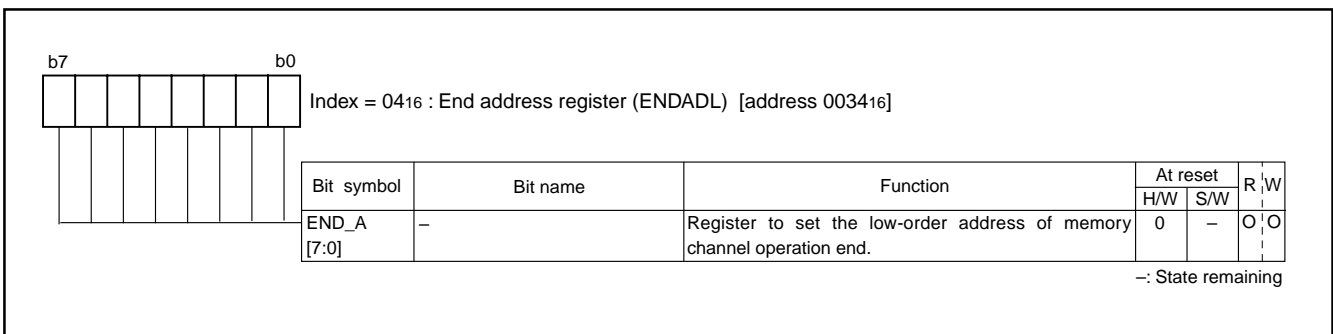 b7 b0
Index = 0416 : End address register (ENDADL) [address 003416]
Bit symbol Bit name Function At reset R W
H/W S/W
END_A – Register to set the low-order address of memory 0 – O O
[7:0] channel operation end.
–: State remaining